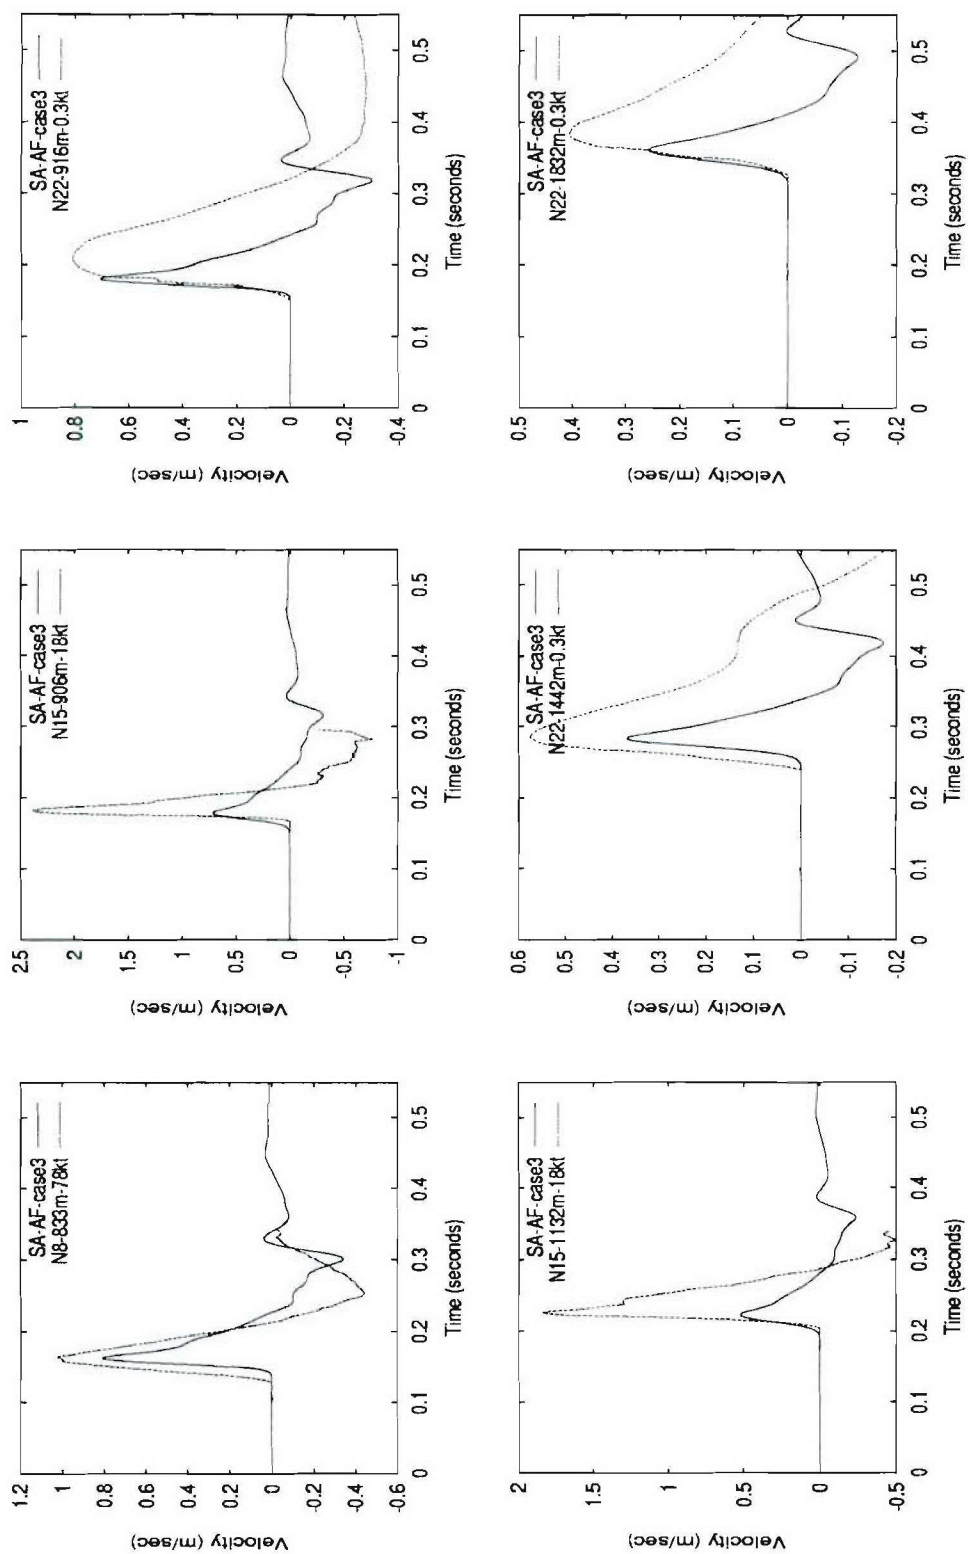 SA-AF-case3
N8-833m-78kt
1.2
1
0.8
0.6
0.4
0.2
0
-0.2
-0.4
-0.6
Velocity (m/sec)
0 0.1 0.2 0.3 0.4 0.5
Time (seconds)
SA-AF-case3
N15-906m-18kt
2.5
2
1.5
1
0.5
0
-0.5
-1
Velocity (m/sec)
0 0.1 0.2 0.3 0.4 0.5
Time (seconds)
SA-AF-case3
N22-916m-0.3kt
1
0.8
0.6
0.4
0.2
0
-0.2
-0.4
Velocity (m/sec)
0 0.1 0.2 0.3 0.4 0.5
Time (seconds)
SA-AF-case3
N15-1132m-18kt
2
1.5
1
0.5
0
-0.5
Velocity (m/sec)
0 0.1 0.2 0.3 0.4 0.5
Time (seconds)
SA-AF-case3
N22-1442m-0.3kt
0.6
0.5
0.4
0.3
0.2
0.1
0
-0.1
-0.2
Velocity (m/sec)
0 0.1 0.2 0.3 0.4 0.5
Time (seconds)
SA-AF-case3
N22-1832m-0.3kt
0.5
0.4
0.3
0.2
0.1
0
-0.1
-0.2
Velocity (m/sec)
0 0.1 0.2 0.3 0.4 0.5
Time (seconds)